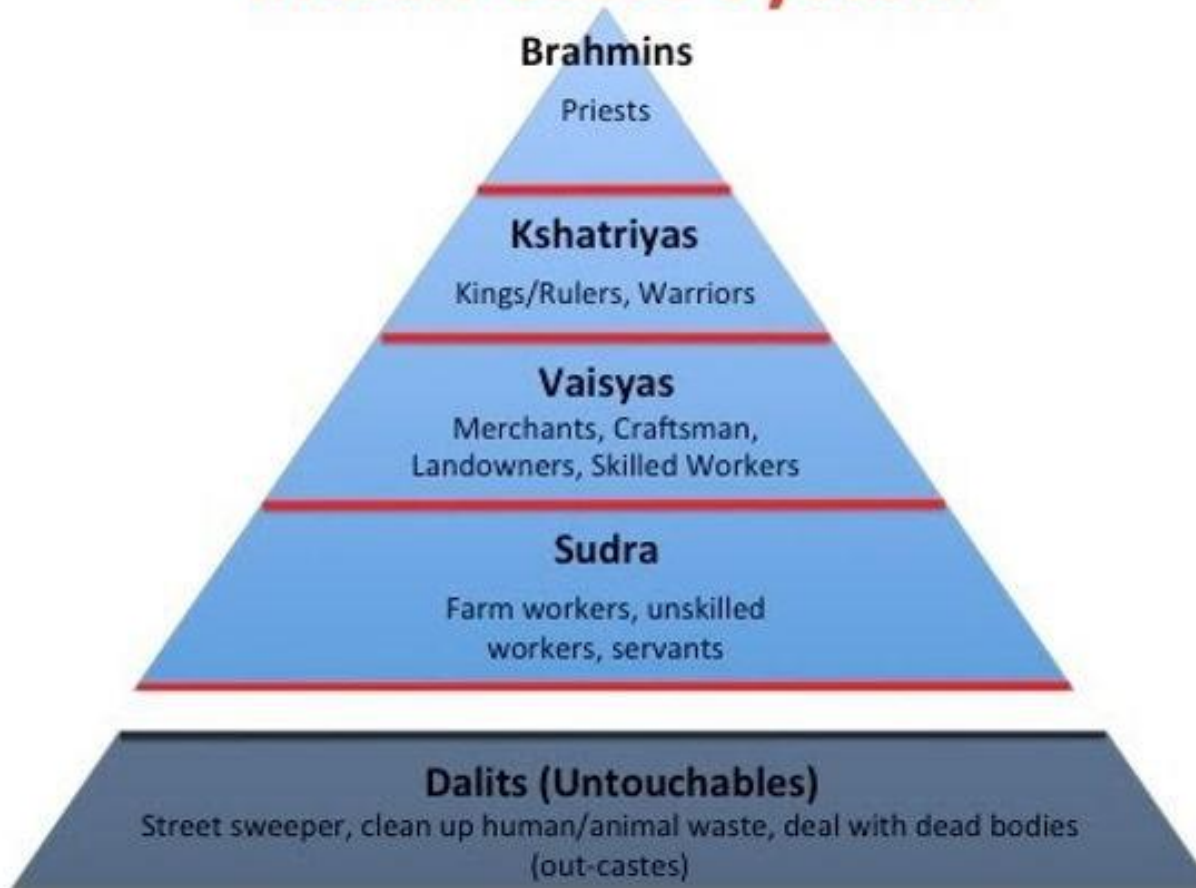 Brahmins
Priests
Kshatriyas
Kings/Rulers, Warriors
Vaisyas
Merchants, Craftsman,
Landowners, Skilled Workers
Sudra
Farm workers, unskilled
workers, servants
Dalits (Untouchables)
Street sweeper, clean up human/animal waste, deal with dead bodies
(out-castes)